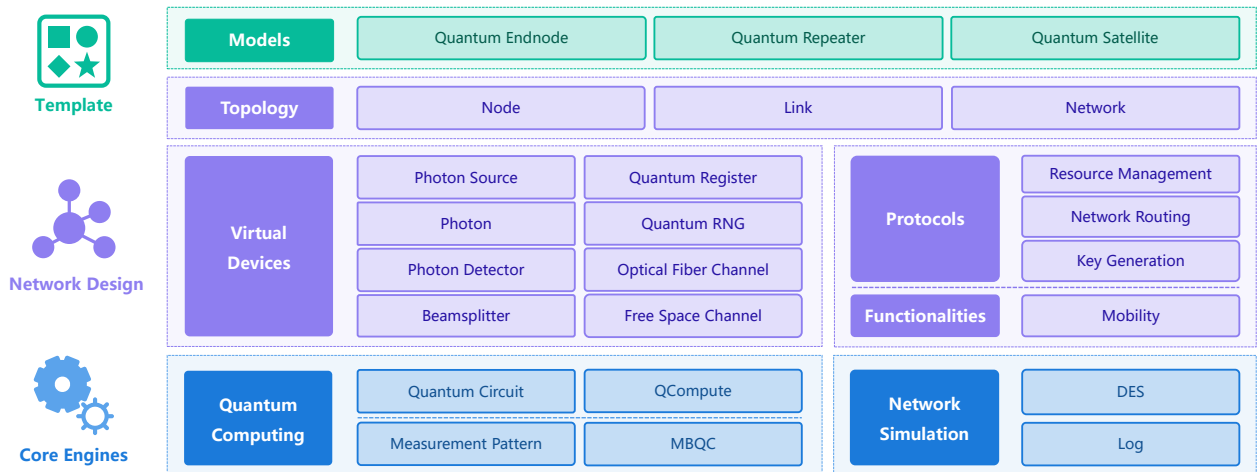 Models
Quantum Endnode
Quantum Repeater
Quantum Satellite
Template
Topology
Node
Link
Network
Network Design
Virtual
Devices
Photon Source
Quantum Register
Photon
Quantum RNG
Photon Detector
Optical Fiber Channel
Beamsplitter
Free Space Channel
Protocols
Resource Management
Network Routing
Key Generation
Functionalities
Mobility
Core Engines
Quantum
Computing
Quantum Circuit
QCompute
Measurement Pattern
MBQC
Network
Simulation
DES
Log